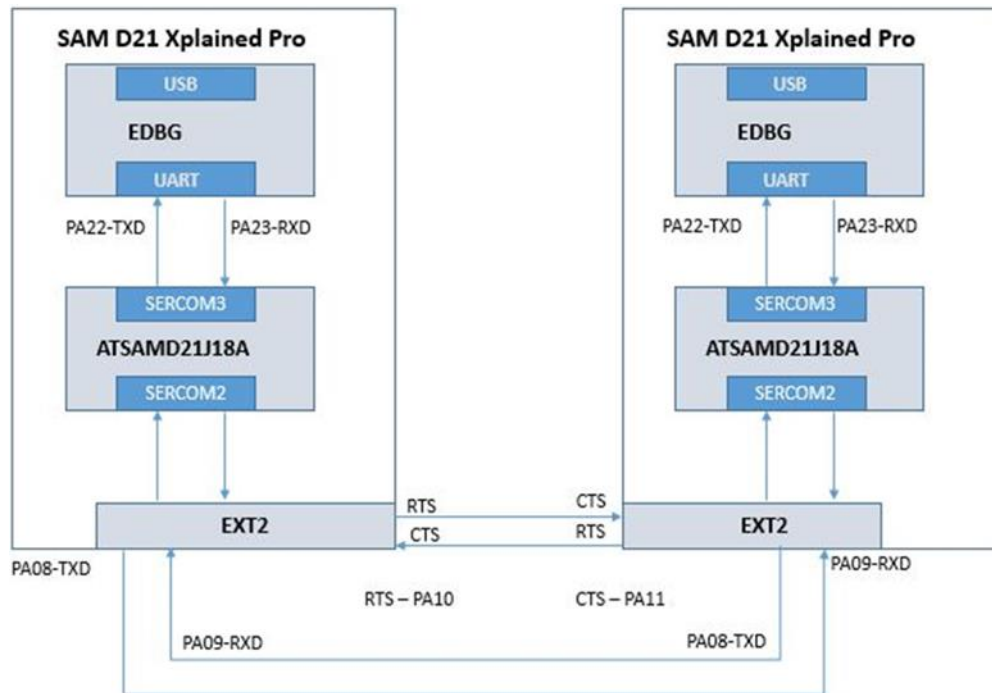 SAM D21 Xplained Pro
USB
EDBG
UART
PA22-TXD
PA23-RXD
SERCOM3
ATSAMD21J18A
SERCOM2
EXT2
PA08-TXD
SAM D21 Xplained Pro
USB
EDBG
UART
PA22-TXD
PA23-RXD
SERCOM3
ATSAMD21J18A
SERCOM2
EXT2
PA09-RXD
RTS
CTS
CTS
RTS
RTS – PA10
CTS – PA11
PA09-RXD
PA08-TXD